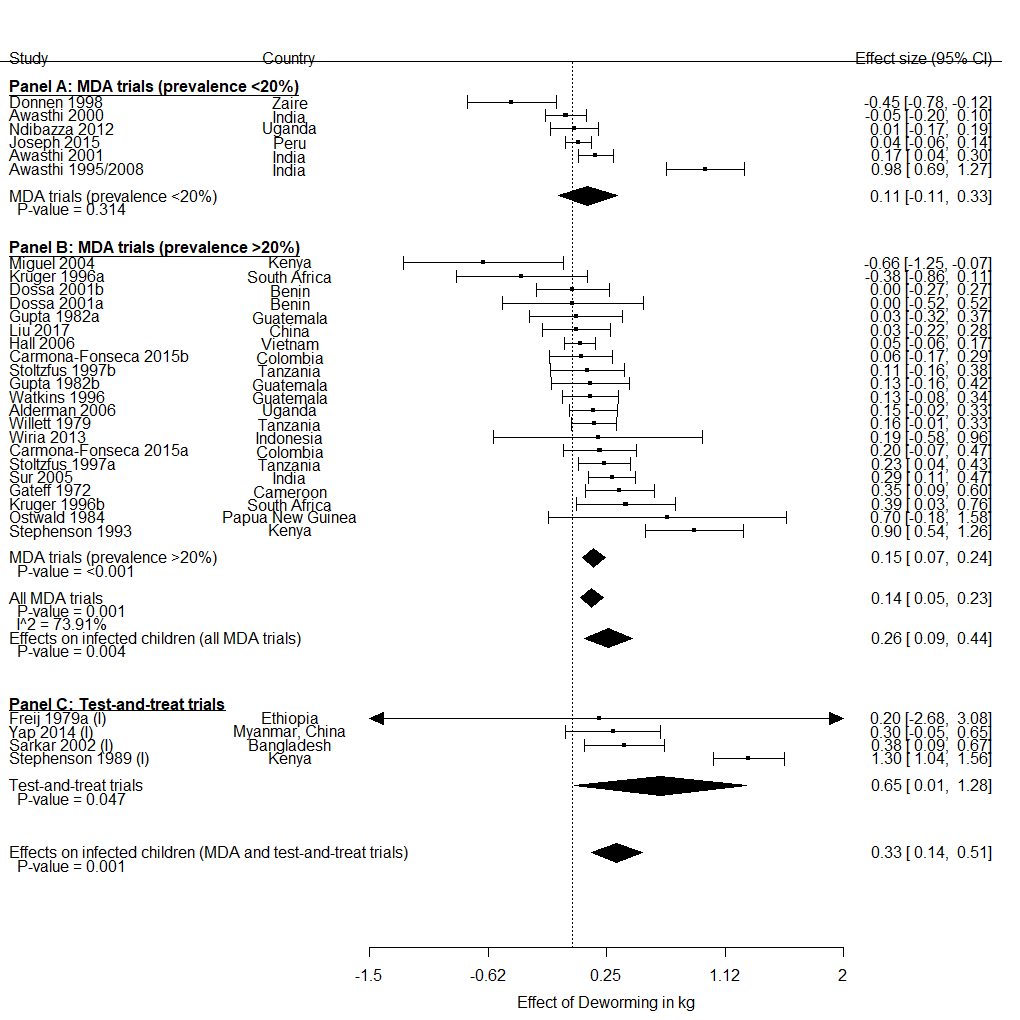 Study Country Effect size (95% CI)
Panel A: MDA trials (prevalence <20%)
Donnen 1998 Zaire -0.45 [-0.78, -0.12]
Awasthi 2000 India -0.05 [-0.20, 0.10]
Ndibazza 2012 Uganda 0.01 [-0.17, 0.19]
Joseph 2015 Peru 0.04 [-0.06, 0.14]
Awasthi 2001 India 0.17 [ 0.04, 0.30]
Awasthi 1995/2008 India 0.98 [ 0.69, 1.27]
MDA trials (prevalence <20%) 0.11 [-0.11, 0.33]
P-value = 0.314
Panel B: MDA trials (prevalence >20%)
Miguel 2004 Kenya -0.66 [-1.25, -0.07]
Kruger 1996a South Africa -0.38 [-0.86, 0.11]
Dossa 2001b Benin 0.00 [-0.27, 0.27]
Dossa 2001a Benin 0.00 [-0.52, 0.52]
Gupta 1982a Guatemala 0.03 [-0.32, 0.37]
Liu 2017 China 0.03 [-0.22, 0.28]
Hall 2006 Vietnam 0.05 [-0.06, 0.17]
Carmona-Fonseca 2015b Colombia 0.06 [-0.17, 0.29]
Stoltzfus 1997b Tanzania 0.11 [-0.16, 0.38]
Gupta 1982b Guatemala 0.13 [-0.16, 0.42]
Watkins 1996 Guatemala 0.13 [-0.08, 0.34]
Alderman 2006 Uganda 0.15 [-0.02, 0.33]
Willett 1979 Tanzania 0.16 [-0.01, 0.33]
Wiria 2013 Indonesia 0.19 [-0.58, 0.96]
Carmona-Fonseca 2015a Colombia 0.20 [-0.07, 0.47]
Stoltzfus 1997a Tanzania 0.23 [ 0.04, 0.43]
Sur 2005 India 0.29 [ 0.11, 0.47]
Gateff 1972 Cameroon 0.35 [ 0.09, 0.60]
Kruger 1996b South Africa 0.39 [ 0.03, 0.76]
Ostwald 1984 Papua New Guinea 0.70 [-0.18, 1.58]
Stephenson 1993 Kenya 0.90 [ 0.54, 1.26]
MDA trials (prevalence >20%) 0.15 [ 0.07, 0.24]
P-value = <0.001
All MDA trials 0.14 [ 0.05, 0.23]
P-value = 0.001
I^2 = 73.91%
Effects on infected children (all MDA trials) 0.26 [ 0.09, 0.44]
P-value = 0.004
Panel C: Test-and-treat trials
Freij 1979a (I) Ethiopia 0.20 [-2.68, 3.08]
Yap 2014 (I) Myanmar, China 0.30 [-0.05, 0.65]
Sarkar 2002 (I) Bangladesh 0.38 [ 0.09, 0.67]
Stephenson 1989 (I) Kenya 1.30 [ 1.04, 1.56]
Test-and-treat trials 0.65 [ 0.01, 1.28]
P-value = 0.047
Effects on infected children (MDA and test-and-treat trials) 0.33 [ 0.14, 0.51]
P-value = 0.001
-1.5 -0.62 0.25 1.12 2
Effect of Deworming in kg